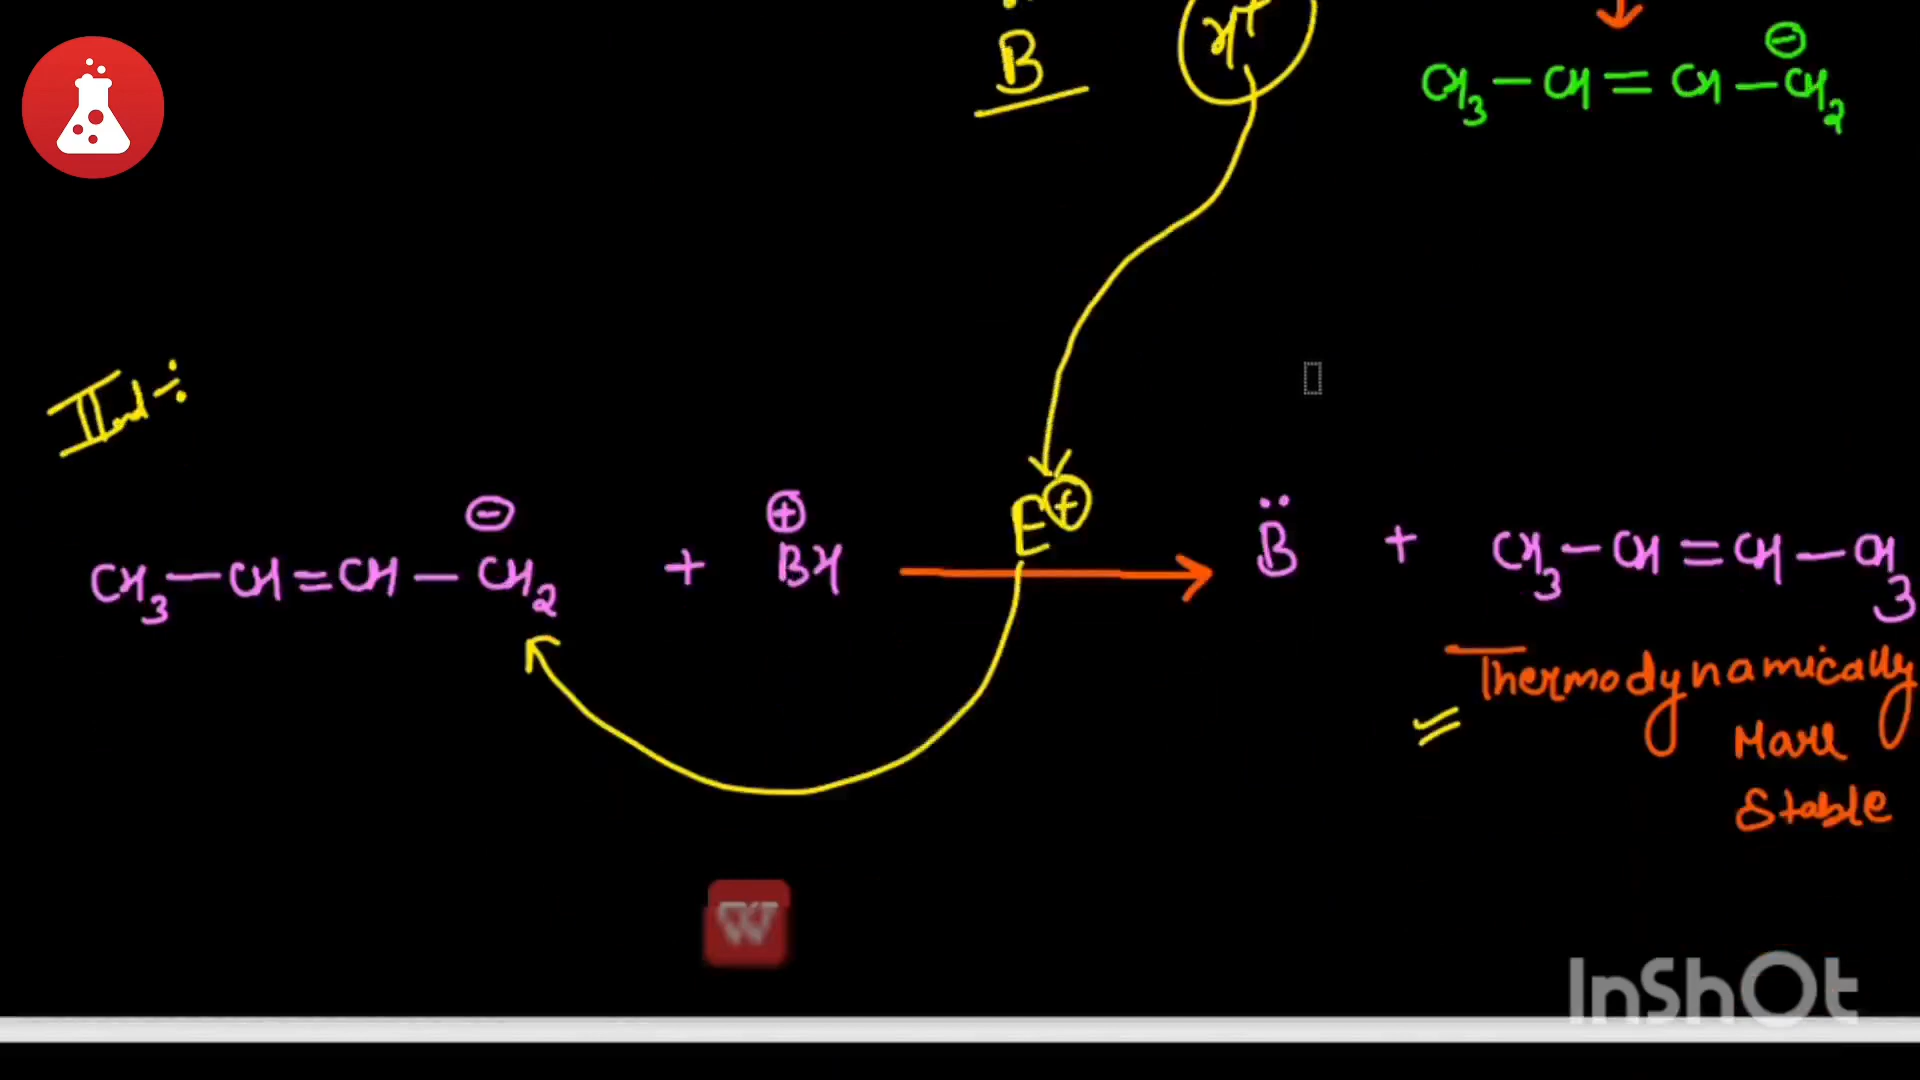 B̈ H⁺
CH₃ – CH = CH – CH₂ ⊖
IInd ÷
CH₃ – CH = CH – CH₂ ⊖ + BH ⊕ E ⊕ → B̈ + CH₃ – CH = CH – CH₃
Thermodynamically
More
Stable
InShOt